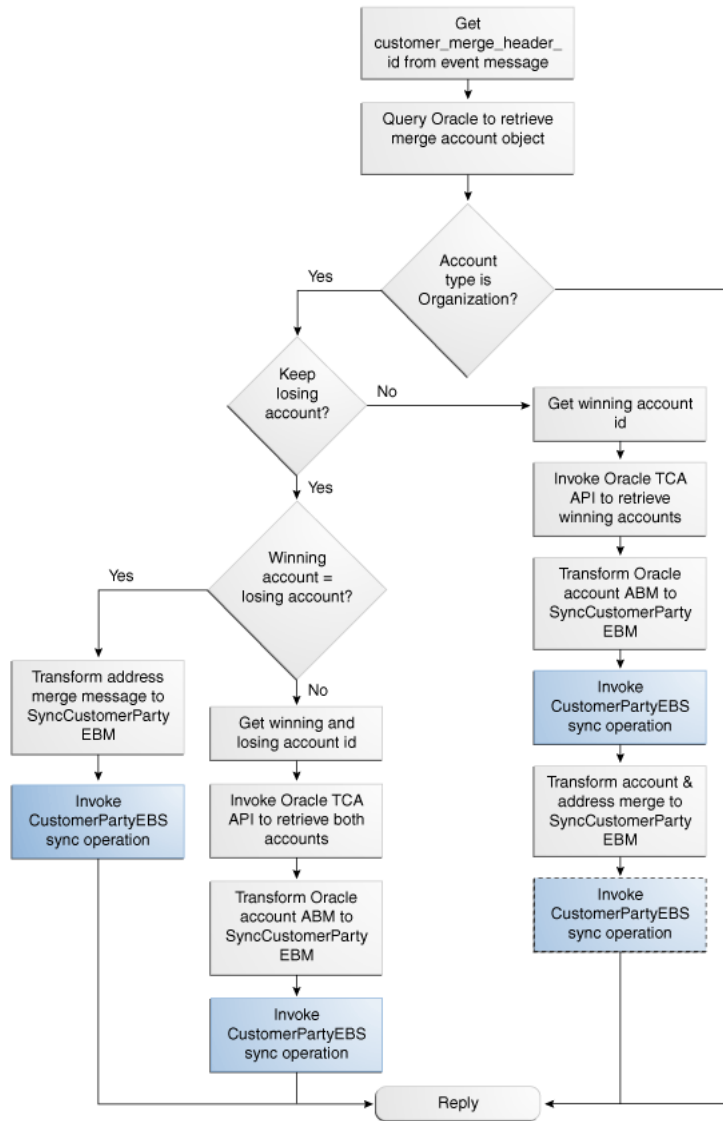 Get
customer_merge_header_
id from event message
Query Oracle to retrieve
merge account object
Account
type is
Organization?
Yes
Keep
losing
account?
No
Get winning account
id
Yes
Invoke Oracle TCA
API to retrieve
winning accounts
Winning
account =
losing account?
Yes
Transform Oracle
account ABM to
SyncCustomerParty
EBM
Transform address
merge message to
SyncCustomerParty
EBM
No
Invoke
CustomerPartyEBS
sync operation
Get winning and
losing account id
Transform account &
address merge to
SyncCustomerParty
EBM
Invoke
CustomerPartyEBS
sync operation
Invoke Oracle TCA
API to retrieve both
accounts
Invoke
CustomerPartyEBS
sync operation
Transform Oracle
account ABM to
SyncCustomerParty
EBM
Invoke
CustomerPartyEBS
sync operation
Reply